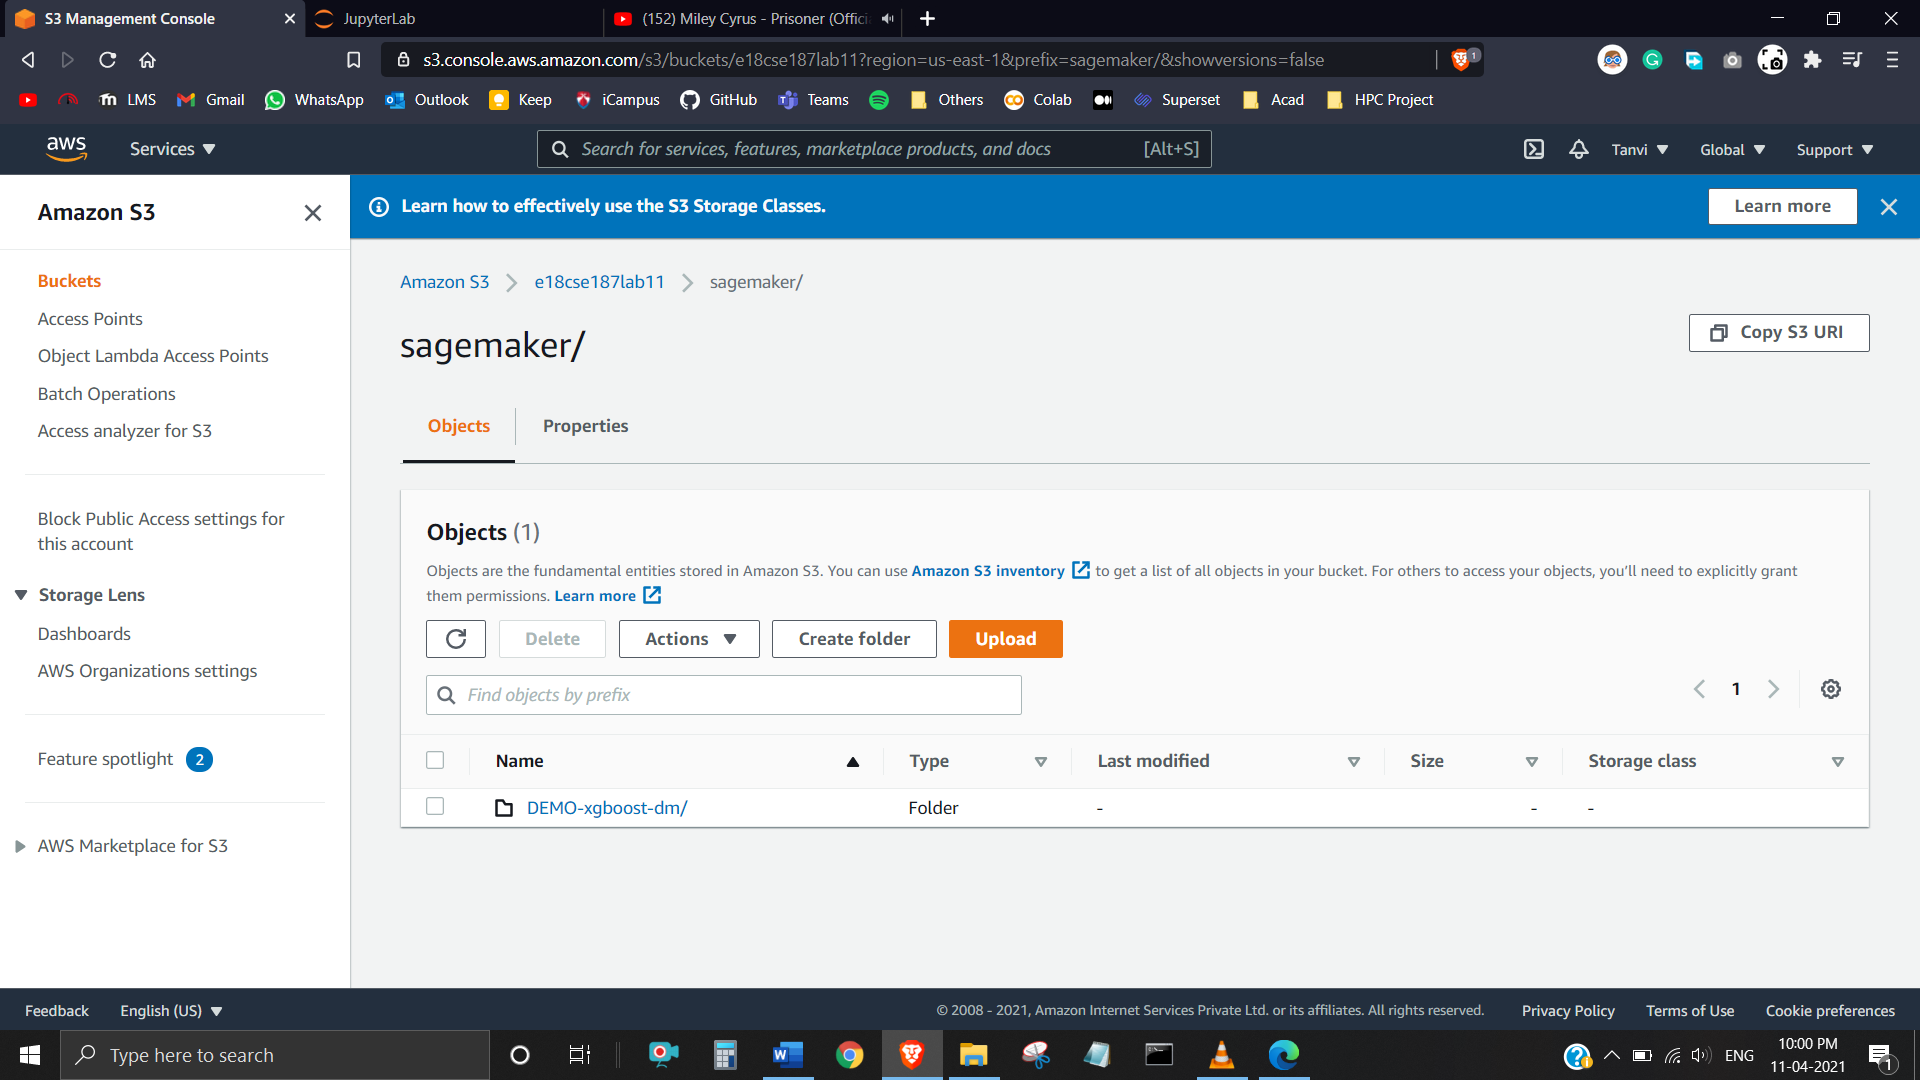 S3 Management Console
JupyterLab
(152) Miley Cyrus - Prisoner (Offici
s3.console.aws.amazon.com/s3/buckets/e18cse187lab11?region=us-east-1&prefix=sagemaker/&showversions=false
1
LMS
Gmail
WhatsApp
Outlook
Keep
iCampus
GitHub
Teams
Others
Colab
Superset
Acad
HPC Project
aws
Services
Search for services, features, marketplace products, and docs
[Alt+S]
Tanvi
Global
Support
Amazon S3
Buckets
Access Points
Object Lambda Access Points
Batch Operations
Access analyzer for S3
Block Public Access settings for
this account
Storage Lens
Dashboards
AWS Organizations settings
Feature spotlight 2
AWS Marketplace for S3
Learn how to effectively use the S3 Storage Classes.
Learn more
Amazon S3
e18cse187lab11
sagemaker/
sagemaker/
Copy S3 URI
Objects
Properties
Objects (1)
Objects are the fundamental entities stored in Amazon S3. You can use Amazon S3 inventory to get a list of all objects in your bucket. For others to access your objects, you'll need to explicitly grant
them permissions. Learn more
Delete
Actions
Create folder
Upload
Find objects by prefix
1
Name
Type
Last modified
Size
Storage class
DEMO-xgboost-dm/
Folder
-
-
-
Feedback
English (US)
© 2008 - 2021, Amazon Internet Services Private Ltd. or its affiliates. All rights reserved.
Privacy Policy
Terms of Use
Cookie preferences
Type here to search
ENG
10:00 PM
11-04-2021
1